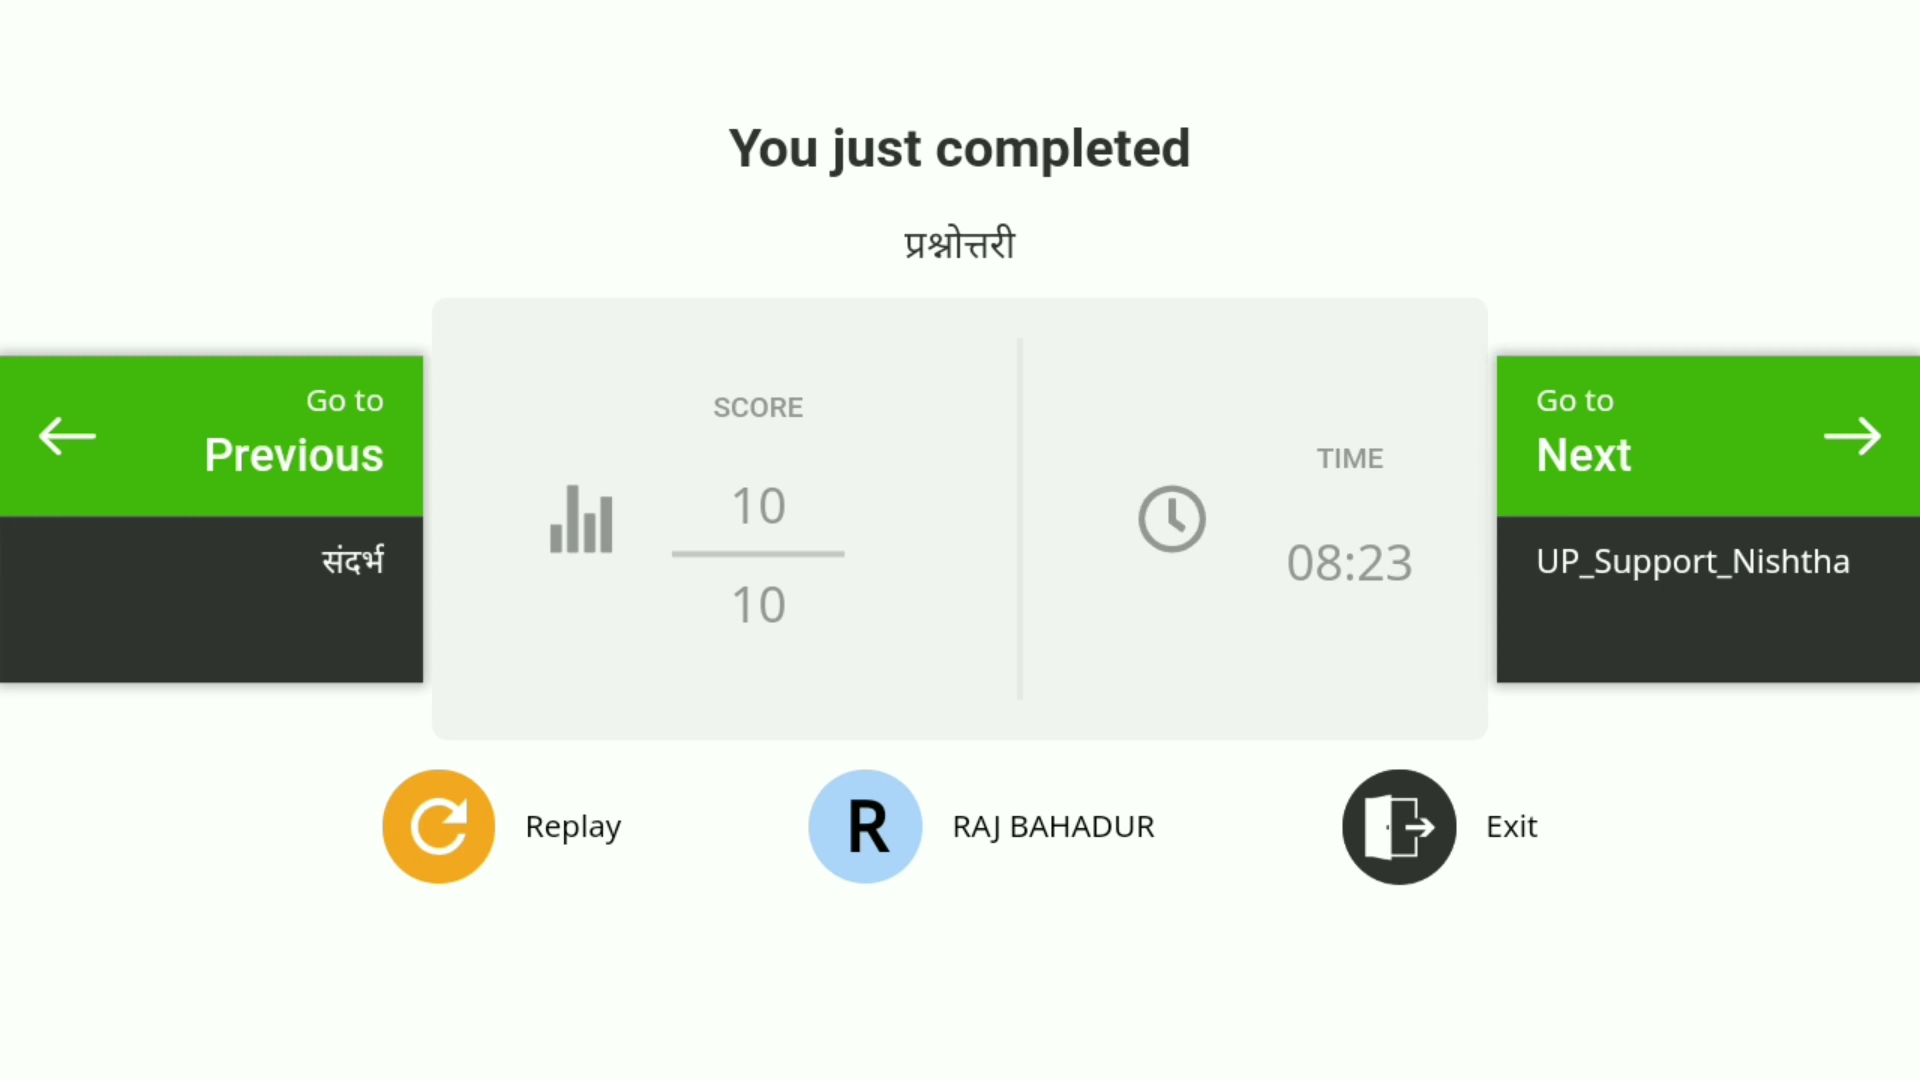 You just completed
प्रश्नोत्तरी
Go to
Previous
संदर्भ
SCORE
10
10
TIME
08:23
Go to
Next
UP_Support_Nishtha
Replay
R
RAJ BAHADUR
Exit